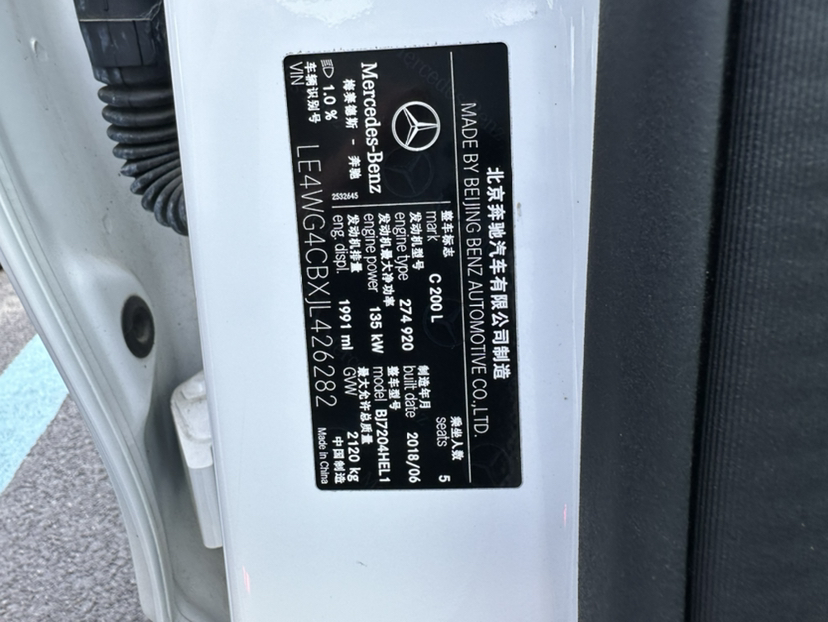 北京奔驰汽车有限公司制造
MADE BY BEIJING BENZ AUTOMOTIVE CO.,LTD.
Mercedes-Benz
梅赛德斯 - 奔驰
1.0 %
2532645
整车标志 C 200 L
mark
乘坐人数 5
seats
发动机型号 274 920
engine type
制造年月 2018/06
built date
发动机最大净功率 135 kW
engine power
整车型号 BJ7204HEL1
model
发动机排量 1991 ml
eng. displ.
最大允许总质量 2120 kg
GVW
车辆识别号
VIN LE4WG4CBXJL426282
中国制造
Made in China